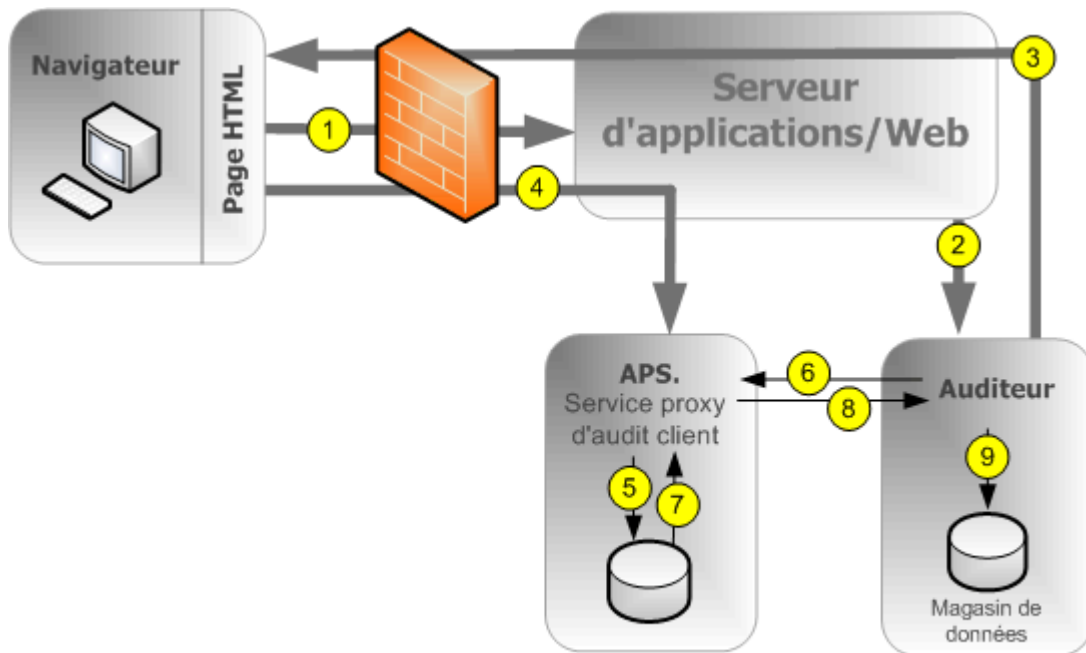 Navigateur
Page HTML
1
Serveur
d'applications/Web
3
4
2
APS.
Service proxy
d'audit client
6
8
Auditeur
5
7
9
Magasin de
données